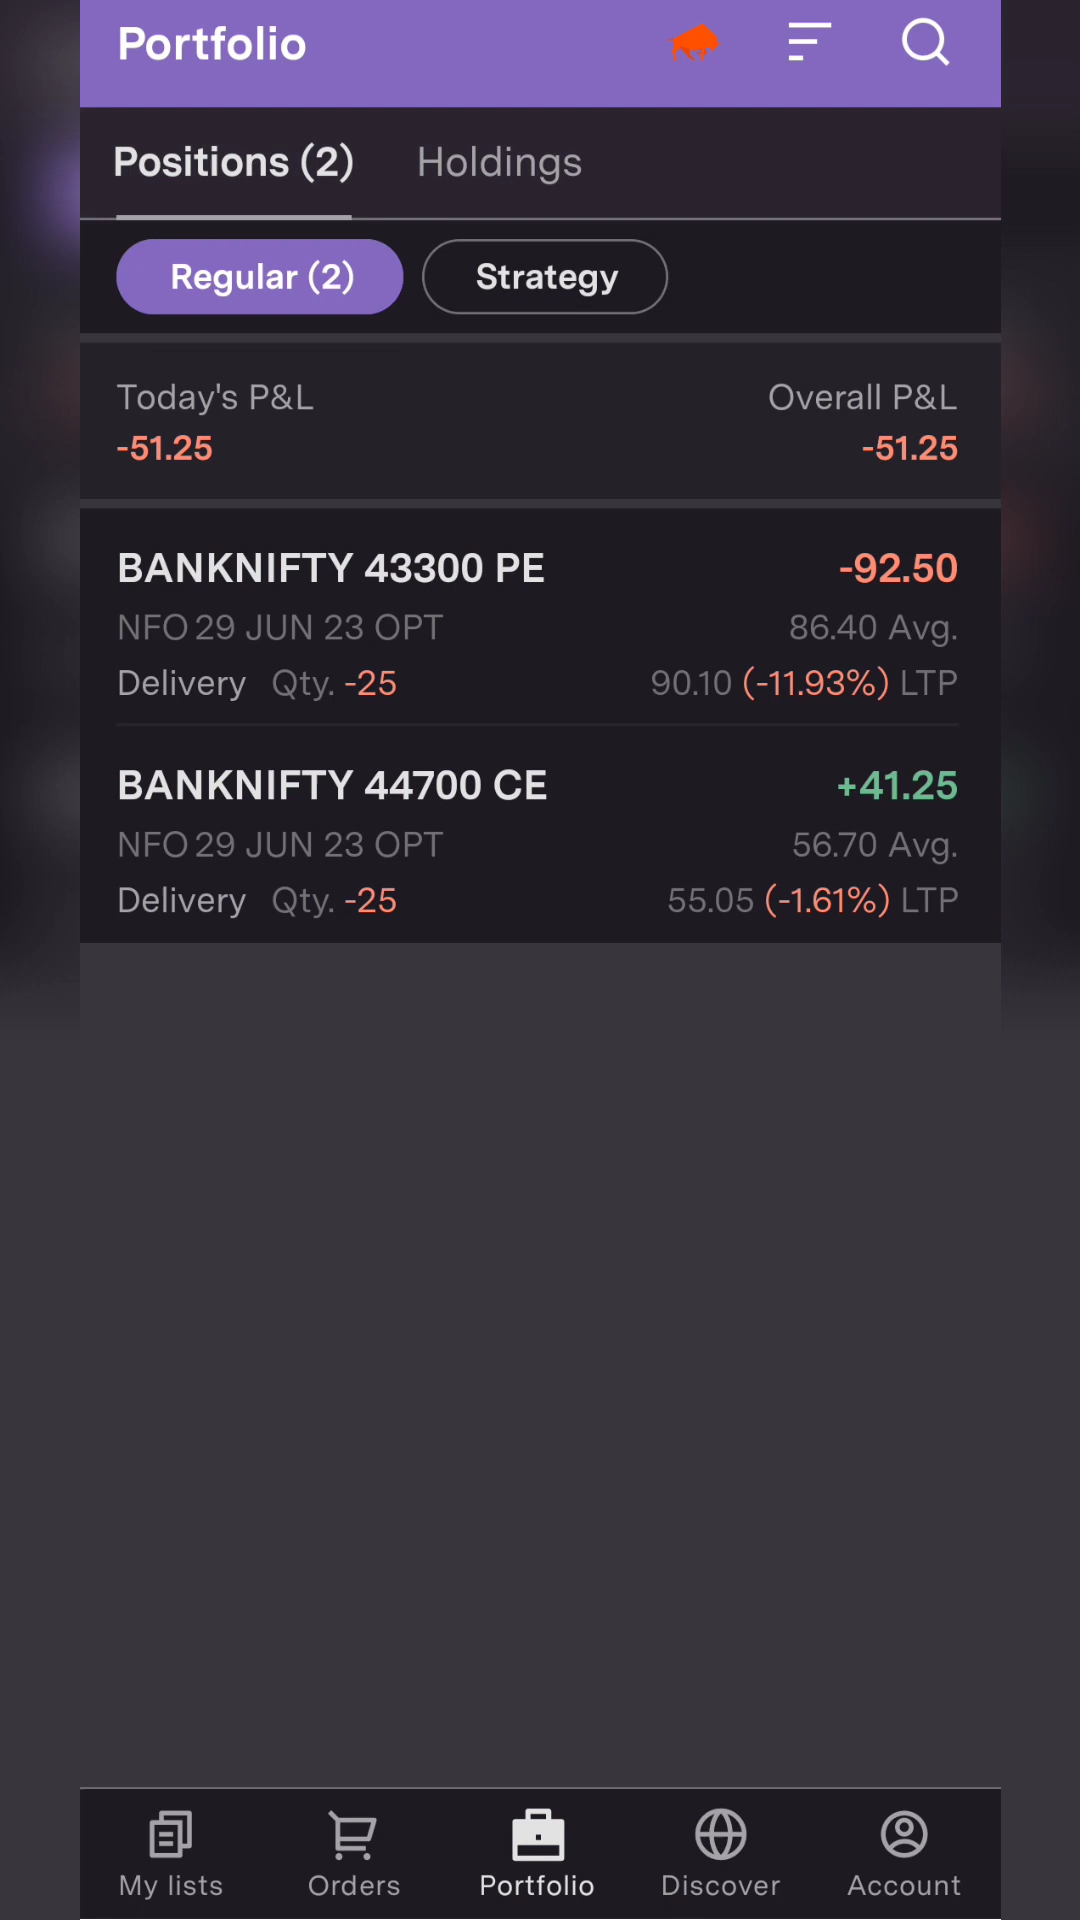 Portfolio
Positions (2) Holdings
Regular (2) Strategy
Today's P&L Overall P&L
-51.25 -51.25
BANKNIFTY 43300 PE -92.50
NFO 29 JUN 23 OPT 86.40 Avg.
Delivery Qty. -25 90.10 (-11.93%) LTP
BANKNIFTY 44700 CE +41.25
NFO 29 JUN 23 OPT 56.70 Avg.
Delivery Qty. -25 55.05 (-1.61%) LTP
My lists Orders Portfolio Discover Account